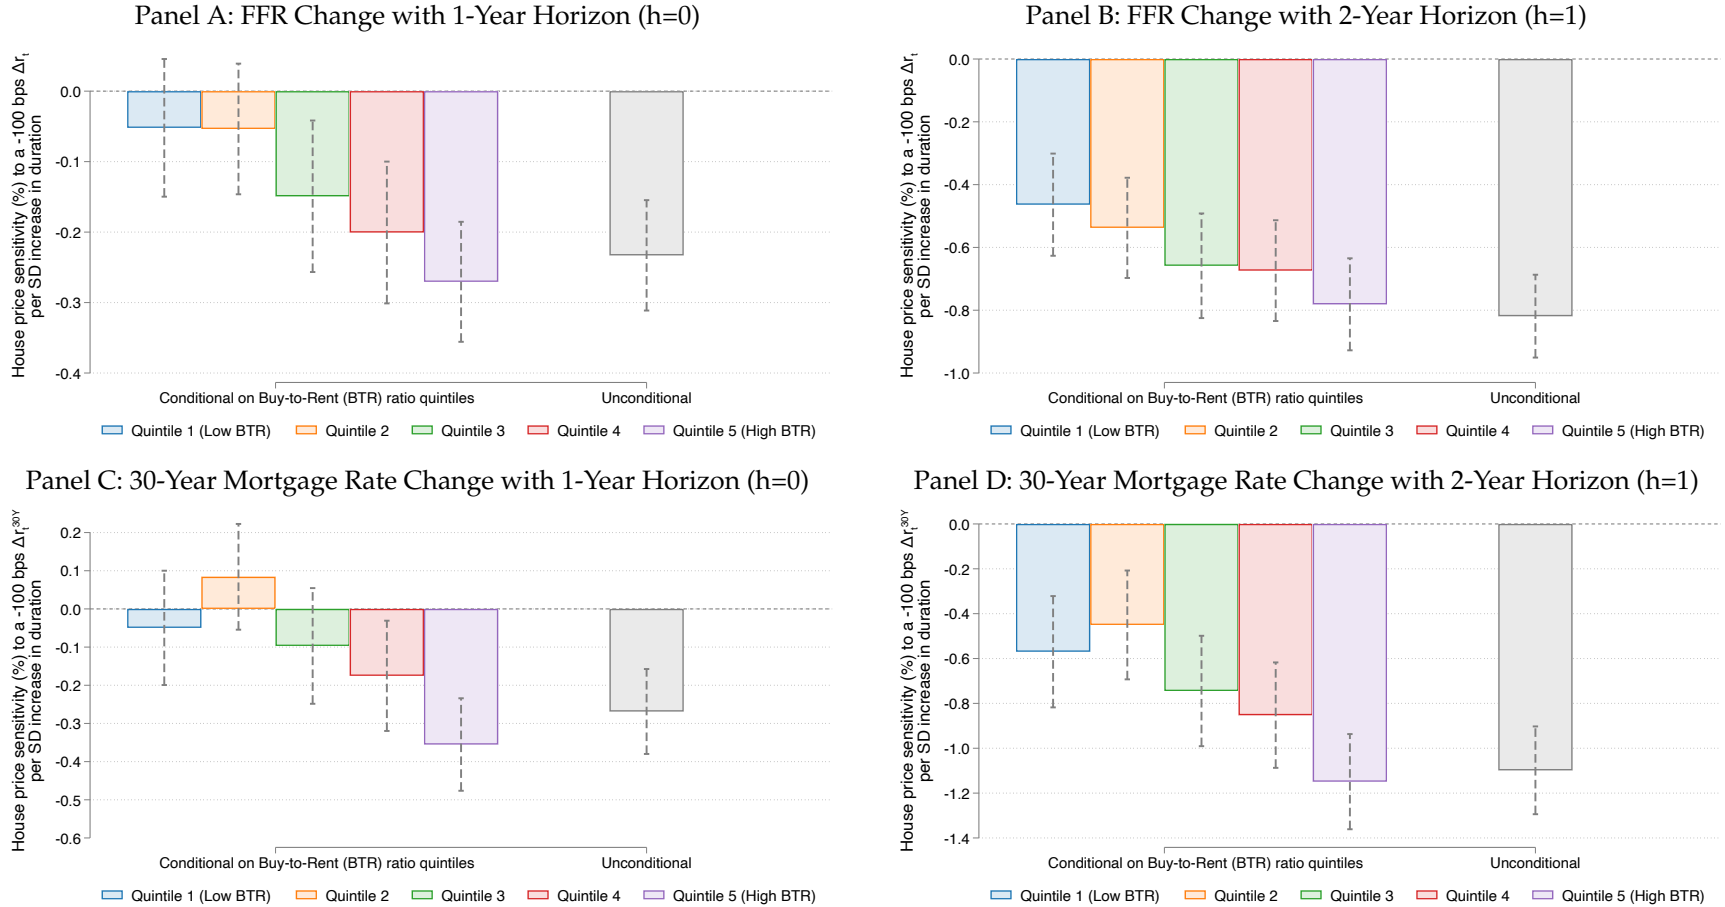 Panel A: FFR Change with 1-Year Horizon (h=0)
House price sensitivity (%) to a -100 bps Δr_t
per SD increase in duration
0.0
-0.1
-0.2
-0.3
-0.4
Conditional on Buy-to-Rent (BTR) ratio quintiles
Unconditional
Quintile 1 (Low BTR) Quintile 2 Quintile 3 Quintile 4 Quintile 5 (High BTR)
Panel B: FFR Change with 2-Year Horizon (h=1)
House price sensitivity (%) to a -100 bps Δr_t
per SD increase in duration
0.0
-0.2
-0.4
-0.6
-0.8
-1.0
Conditional on Buy-to-Rent (BTR) ratio quintiles
Unconditional
Quintile 1 (Low BTR) Quintile 2 Quintile 3 Quintile 4 Quintile 5 (High BTR)
Panel C: 30-Year Mortgage Rate Change with 1-Year Horizon (h=0)
House price sensitivity (%) to a -100 bps Δr_t^30Y
per SD increase in duration
0.2
0.1
0.0
-0.1
-0.2
-0.3
-0.4
-0.5
-0.6
Conditional on Buy-to-Rent (BTR) ratio quintiles
Unconditional
Quintile 1 (Low BTR) Quintile 2 Quintile 3 Quintile 4 Quintile 5 (High BTR)
Panel D: 30-Year Mortgage Rate Change with 2-Year Horizon (h=1)
House price sensitivity (%) to a -100 bps Δr_t^30Y
per SD increase in duration
0.0
-0.2
-0.4
-0.6
-0.8
-1.0
-1.2
-1.4
Conditional on Buy-to-Rent (BTR) ratio quintiles
Unconditional
Quintile 1 (Low BTR) Quintile 2 Quintile 3 Quintile 4 Quintile 5 (High BTR)